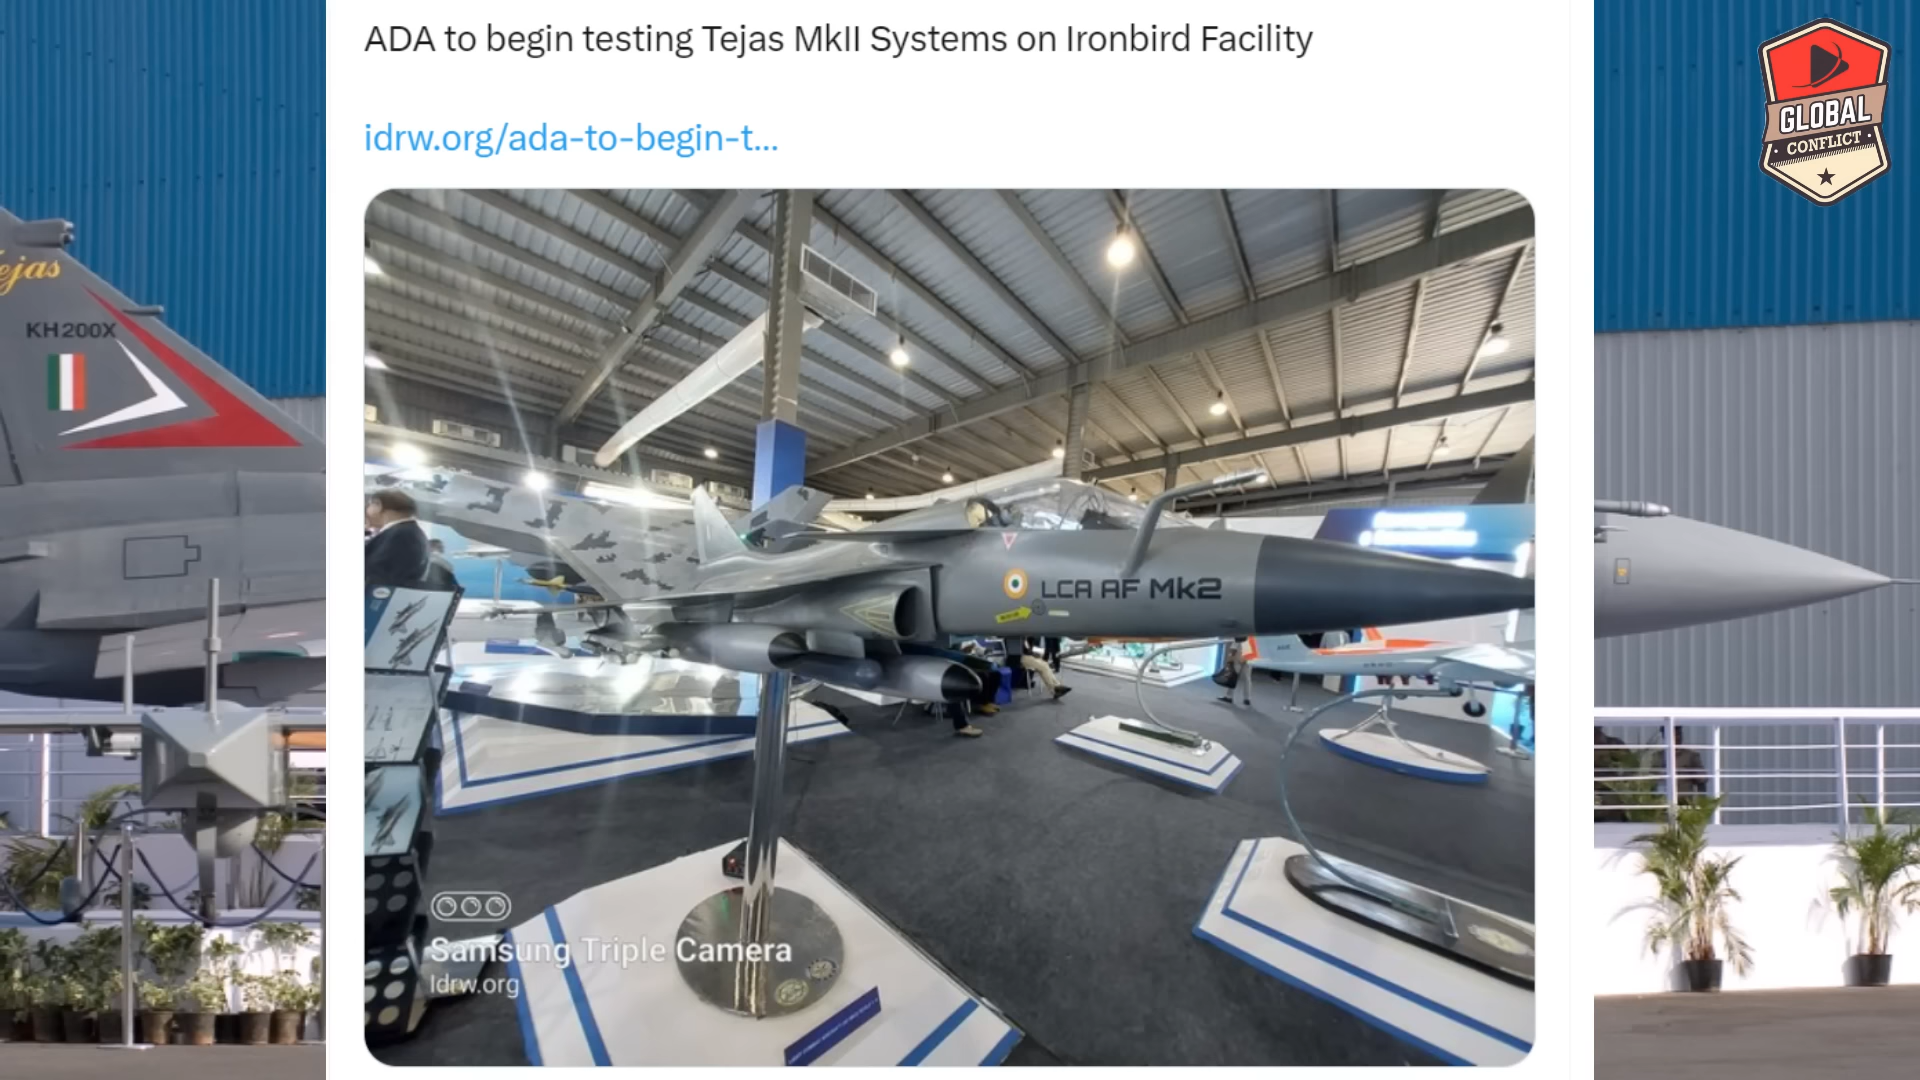 ADA to begin testing Tejas MkII Systems on Ironbird Facility
idrw.org/ada-to-begin-t...
GLOBAL
CONFLICT
KH200X
LCA AF Mk2
Samsung Triple Camera
Idrw.org